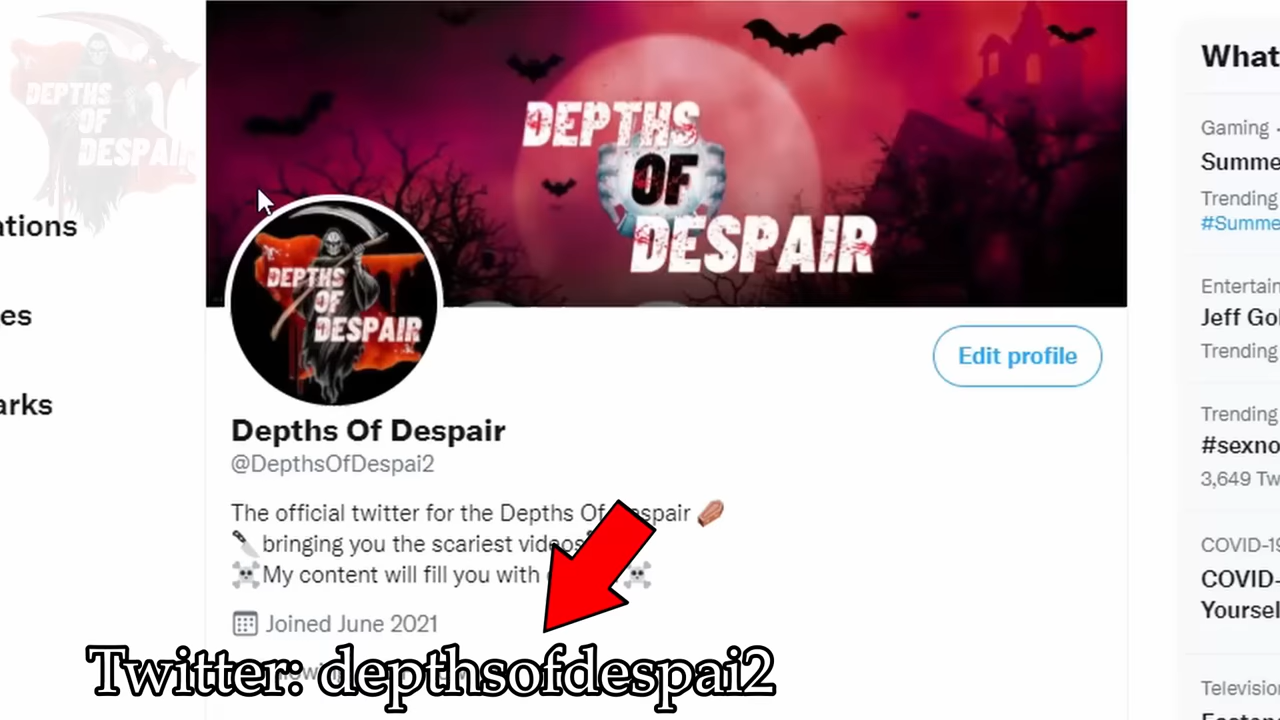 DEPTHS
OF
DESPAIR
What
Gaming
Summe
Trending
#Summe
ations
es
arks
DEPTHS
OF
DESPAIR
DEPTHS
OF
DESPAIR
Edit profile
Entertain
Jeff Gol
Trending
Depths Of Despair
@DepthsOfDespai2
Trending
#sexno
3,649 Tw
The official twitter for the Depths Of espair
bringing you the scariest videos
My content will fill you with
COVID-19
COVID-
Yoursel
Joined June 2021
Twitter: depthsofdespai2
Television